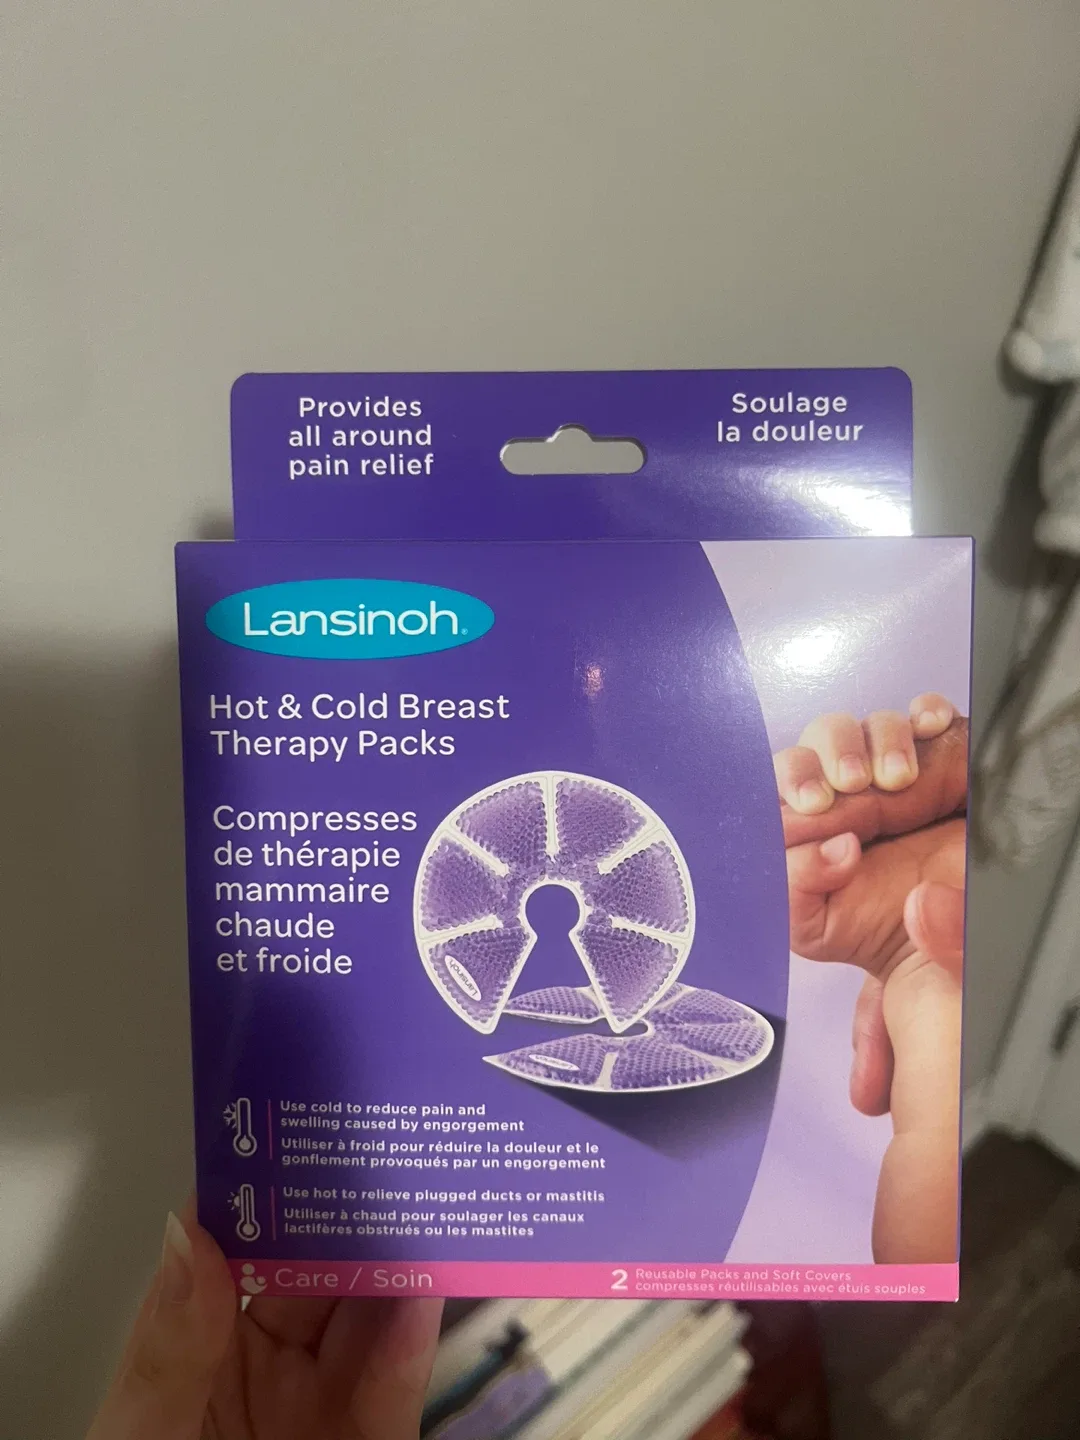 Provides
all around
pain relief
Soulage
la douleur
Lansinoh®
Hot & Cold Breast
Therapy Packs
Compresses
de thérapie
mammaire
chaude
et froide
Lansinoh
Lansinoh
Use cold to reduce pain and
swelling caused by engorgement
Utiliser à froid pour réduire la douleur et le
gonflement provoqués par un engorgement
Use hot to relieve plugged ducts or mastitis
Utiliser à chaud pour soulager les canaux
lactifères obstrués ou les mastites
Care / Soin
2 Reusable Packs and Soft Covers
compresses réutilisables avec étuis souples